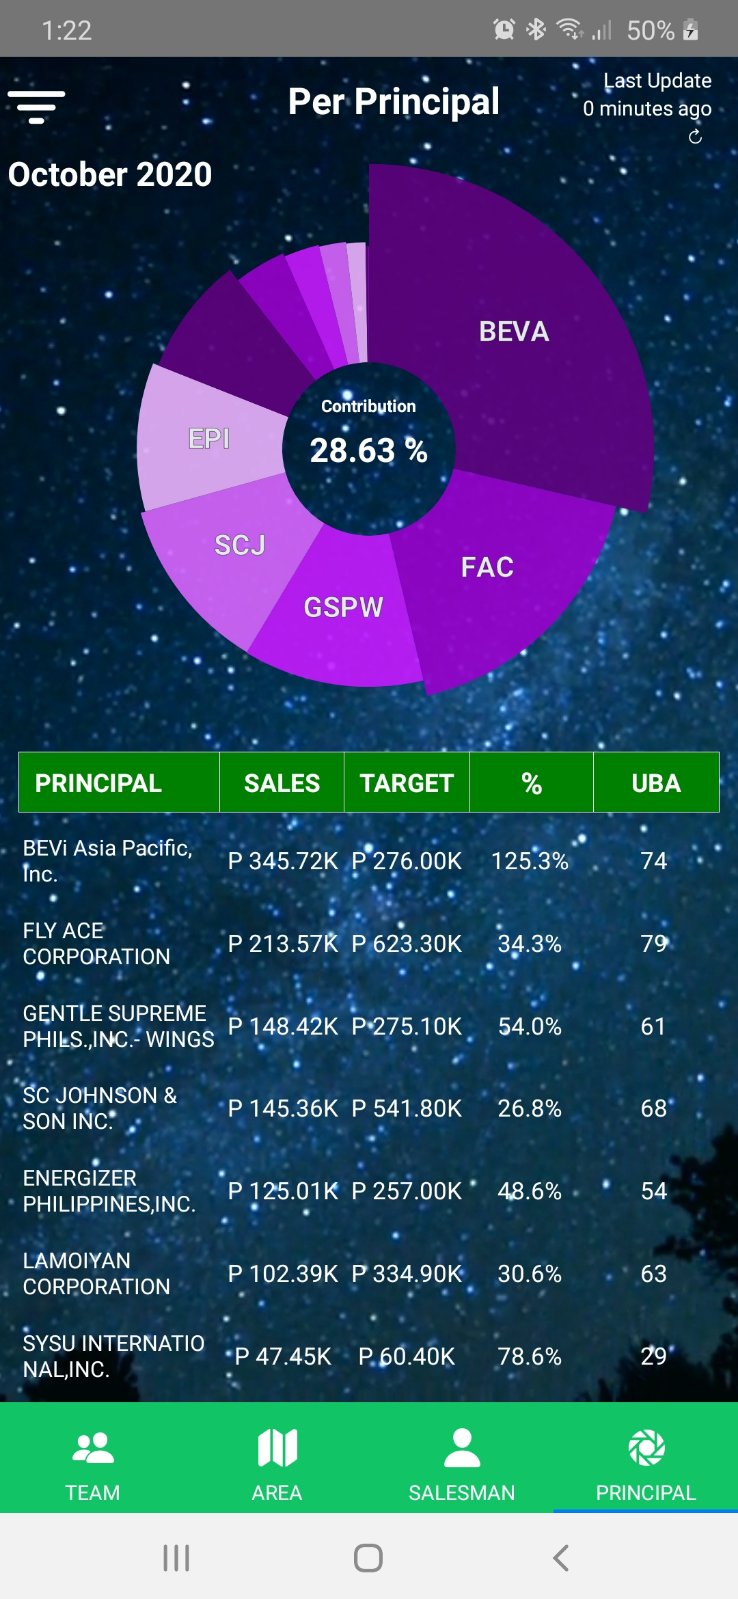 1:22
50%
Per Principal
Last Update
0 minutes ago
October 2020
BEVA
Contribution
28.63 %
EPI
SCJ
FAC
GSPW
PRINCIPAL SALES TARGET % UBA
BEVi Asia Pacific,
Inc.
P 345.72K P 276.00K 125.3% 74
FLY ACE
CORPORATION
P 213.57K P 623.30K 34.3% 79
GENTLE SUPREME
PHILS.,INC.- WINGS
P 148.42K P 275.10K 54.0% 61
SC JOHNSON &
SON INC.
P 145.36K P 541.80K 26.8% 68
ENERGIZER
PHILIPPINES,INC.
P 125.01K P 257.00K 48.6% 54
LAMOIYAN
CORPORATION
P 102.39K P 334.90K 30.6% 63
SYSU INTERNATIO
NAL,INC.
P 47.45K P 60.40K 78.6% 29
TEAM AREA SALESMAN PRINCIPAL